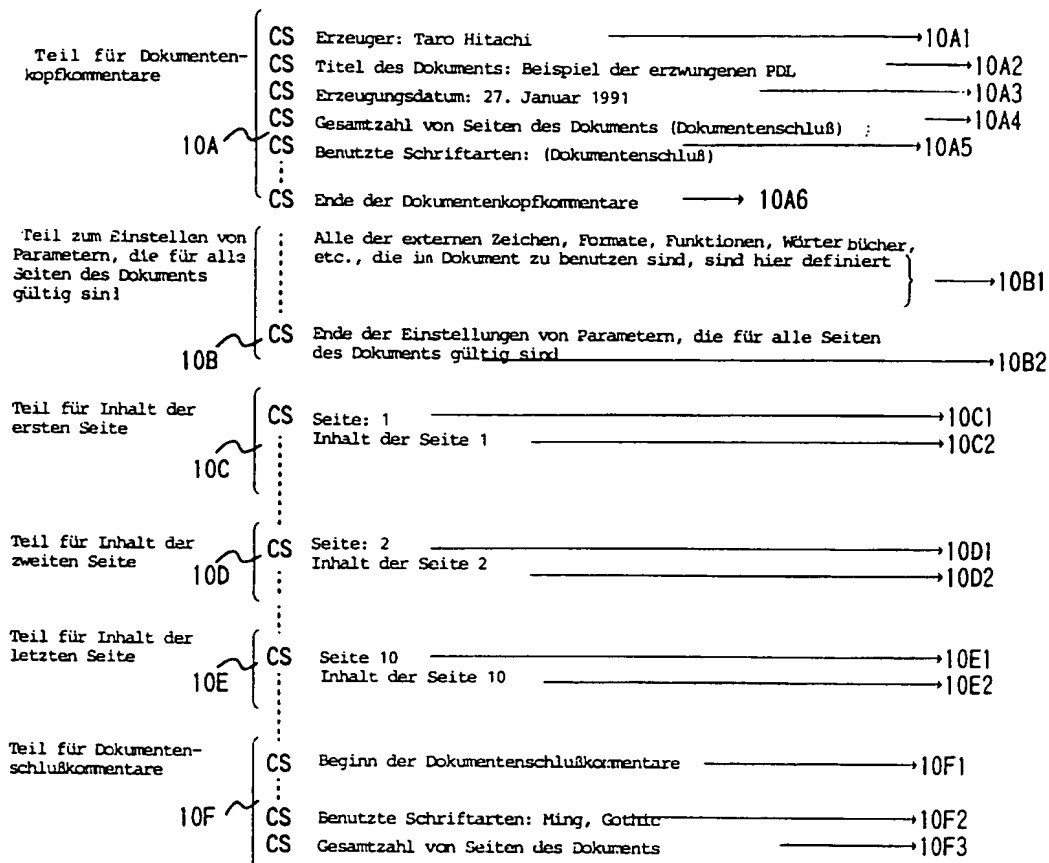 Teil für Dokumenten-
kopfkommentare
10A
CS Erzeuger: Taro Hitachi 10A1
CS Titel des Dokuments: Beispiel der erzwungenen PDL 10A2
CS Erzeugungsdatum: 27. Januar 1991 10A3
CS Gesamtzahl von Seiten des Dokuments (Dokumentenschluß) 10A4
CS Benutzte Schriftarten: (Dokumentenschluß) 10A5
CS Ende der Dokumentenkopfkommentare 10A6
Teil zum Einstellen von
Parametern, die für alle
Seiten des Dokuments
gültig sind
10B
Alle der externen Zeichen, Formate, Funktionen, Wörter bücher,
etc., die im Dokument zu benutzen sind, sind hier definiert 10B1
CS Ende der Einstellungen von Parametern, die für alle Seiten
des Dokuments gültig sind 10B2
Teil für Inhalt der
ersten Seite
10C
CS Seite: 1 10C1
Inhalt der Seite 1 10C2
Teil für Inhalt der
zweiten Seite
10D
CS Seite: 2 10D1
Inhalt der Seite 2 10D2
Teil für Inhalt der
letzten Seite
10E
CS Seite 10 10E1
Inhalt der Seite 10 10E2
Teil für Dokumenten-
schlußkommentare
10F
CS Beginn der Dokumentenschlußkommentare 10F1
CS Benutzte Schriftarten: Ming, Gothic 10F2
CS Gesamtzahl von Seiten des Dokuments 10F3